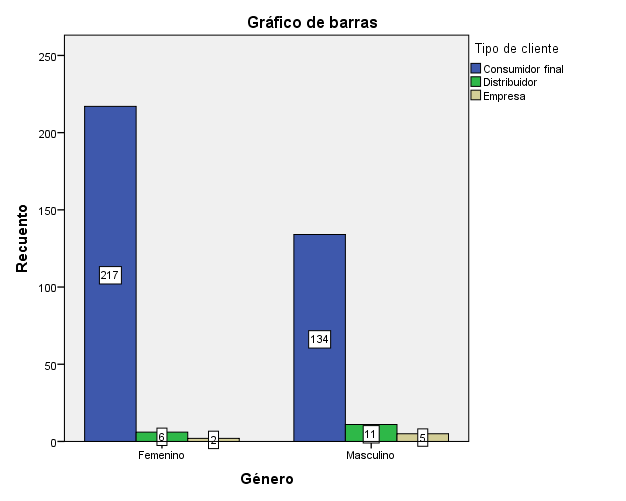 Gráfico de barras
Tipo de cliente
Consumidor final
Distribuidor
Empresa
Recuento
250
200
150
100
50
0
217
6
2
134
11
5
Femenino
Masculino
Género